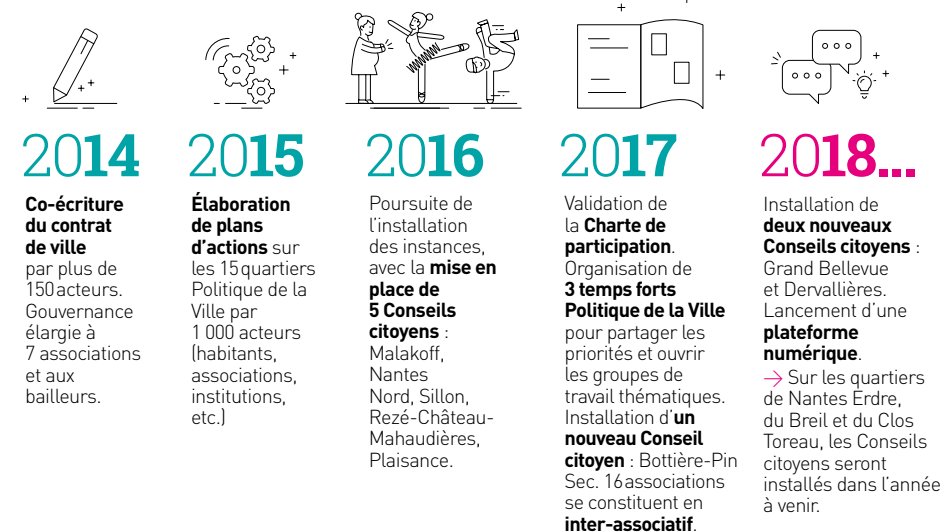 2014
Co-écriture
du contrat
de ville
par plus de
150 acteurs.
Gouvernance
élargie à
7 associations
et aux
bailleurs.
2015
Élaboration
de plans
d'actions sur
les 15 quartiers
Politique de la
Ville par
1 000 acteurs
(habitants,
associations,
institutions,
etc.)
2016
Poursuite de
l'installation
des instances,
avec la mise en
place de
5 Conseils
citoyens :
Malakoff,
Nantes
Nord, Sillon,
Rezé-Château-
Mahaudières,
Plaisance.
2017
Validation de
la Charte de
participation.
Organisation de
3 temps forts
Politique de la Ville
pour partager les
priorités et ouvrir
les groupes de
travail thématiques.
Installation d'un
nouveau Conseil
citoyen : Bottière-Pin
Sec. 16 associations
se constituent en
inter-associatif.
2018...
Installation de
deux nouveaux
Conseils citoyens :
Grand Bellevue
et Dervallières.
Lancement d'une
plateforme
numérique.
→ Sur les quartiers
de Nantes Erdre,
du Breil et du Clos
Toreau, les Conseils
citoyens seront
installés dans l'année
à venir.